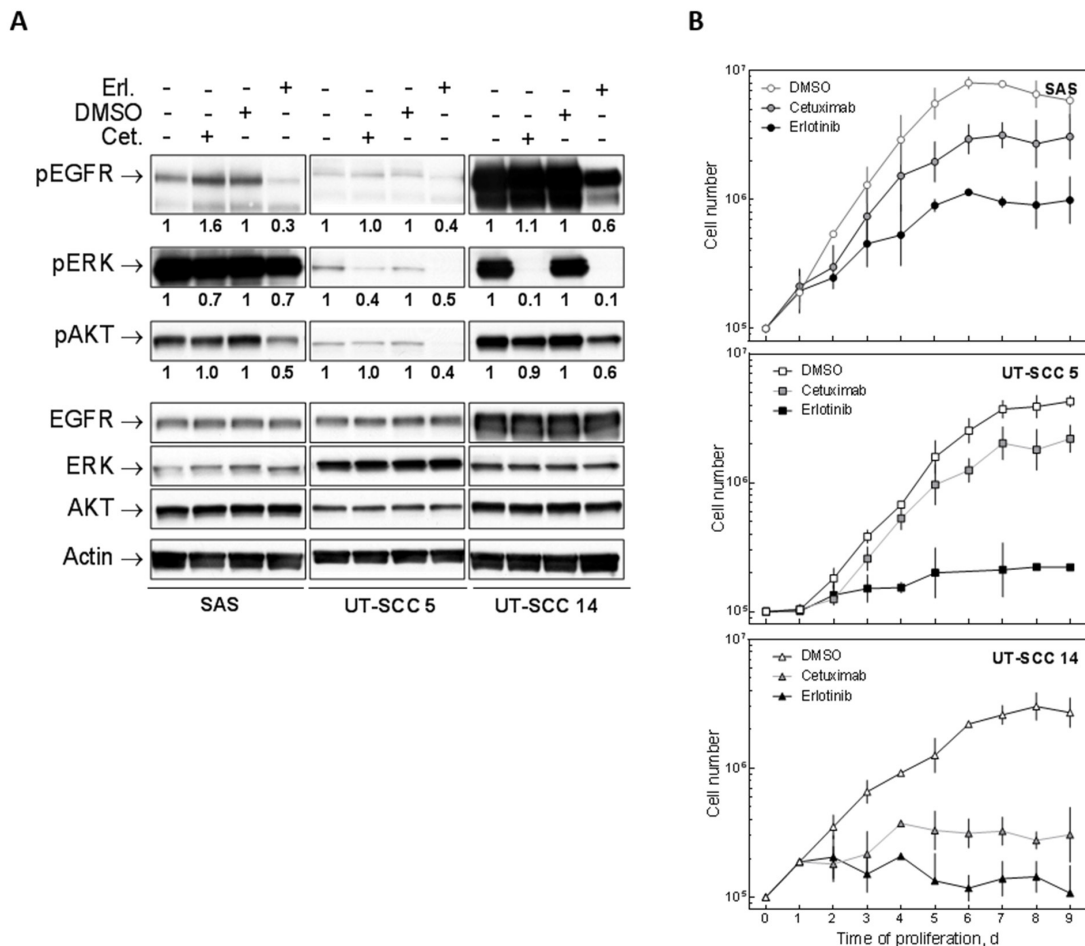 A
Erl. - - - + - - - + - - - +
DMSO - - + - - - + - - - + -
Cet. - + - - - + - - - + - -
pEGFR →
1 1.6 1 0.3 1 1.0 1 0.4 1 1.1 1 0.6
pERK →
1 0.7 1 0.7 1 0.4 1 0.5 1 0.1 1 0.1
pAKT →
1 1.0 1 0.5 1 1.0 1 0.4 1 0.9 1 0.6
EGFR →
ERK →
AKT →
Actin →
SAS UT-SCC 5 UT-SCC 14
B
10⁷
10⁶
10⁵
Cell number
DMSO
Cetuximab
Erlotinib
SAS
10⁷
10⁶
10⁵
Cell number
DMSO
Cetuximab
Erlotinib
UT-SCC 5
10⁷
10⁶
10⁵
Cell number
DMSO
Cetuximab
Erlotinib
UT-SCC 14
0 1 2 3 4 5 6 7 8 9
Time of proliferation, d